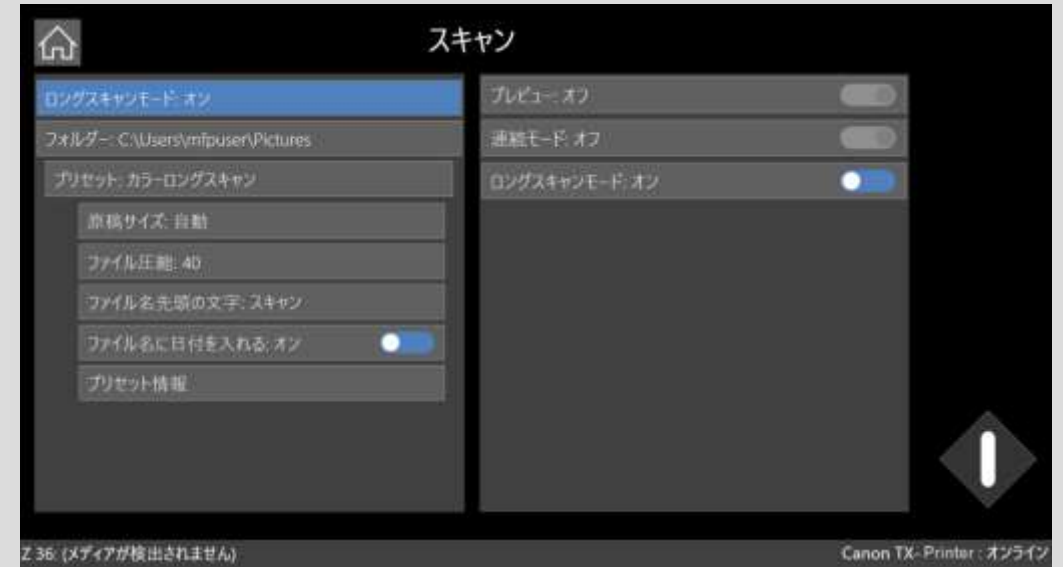 スキャン
ロングスキャンモード: オン
フォルダー: C:\Users\mfpuser\Pictures
プリセット: カラーロングスキャン
原稿サイズ: 自動
ファイル圧縮: 40
ファイル名先頭の文字: スキャン
ファイル名に日付を入れる: オン
プリセット情報
プレビュー: オフ
連続モード: オフ
ロングスキャンモード: オン
Z 36: (メディアが検出されません)
Canon TX- Printer : オンライン